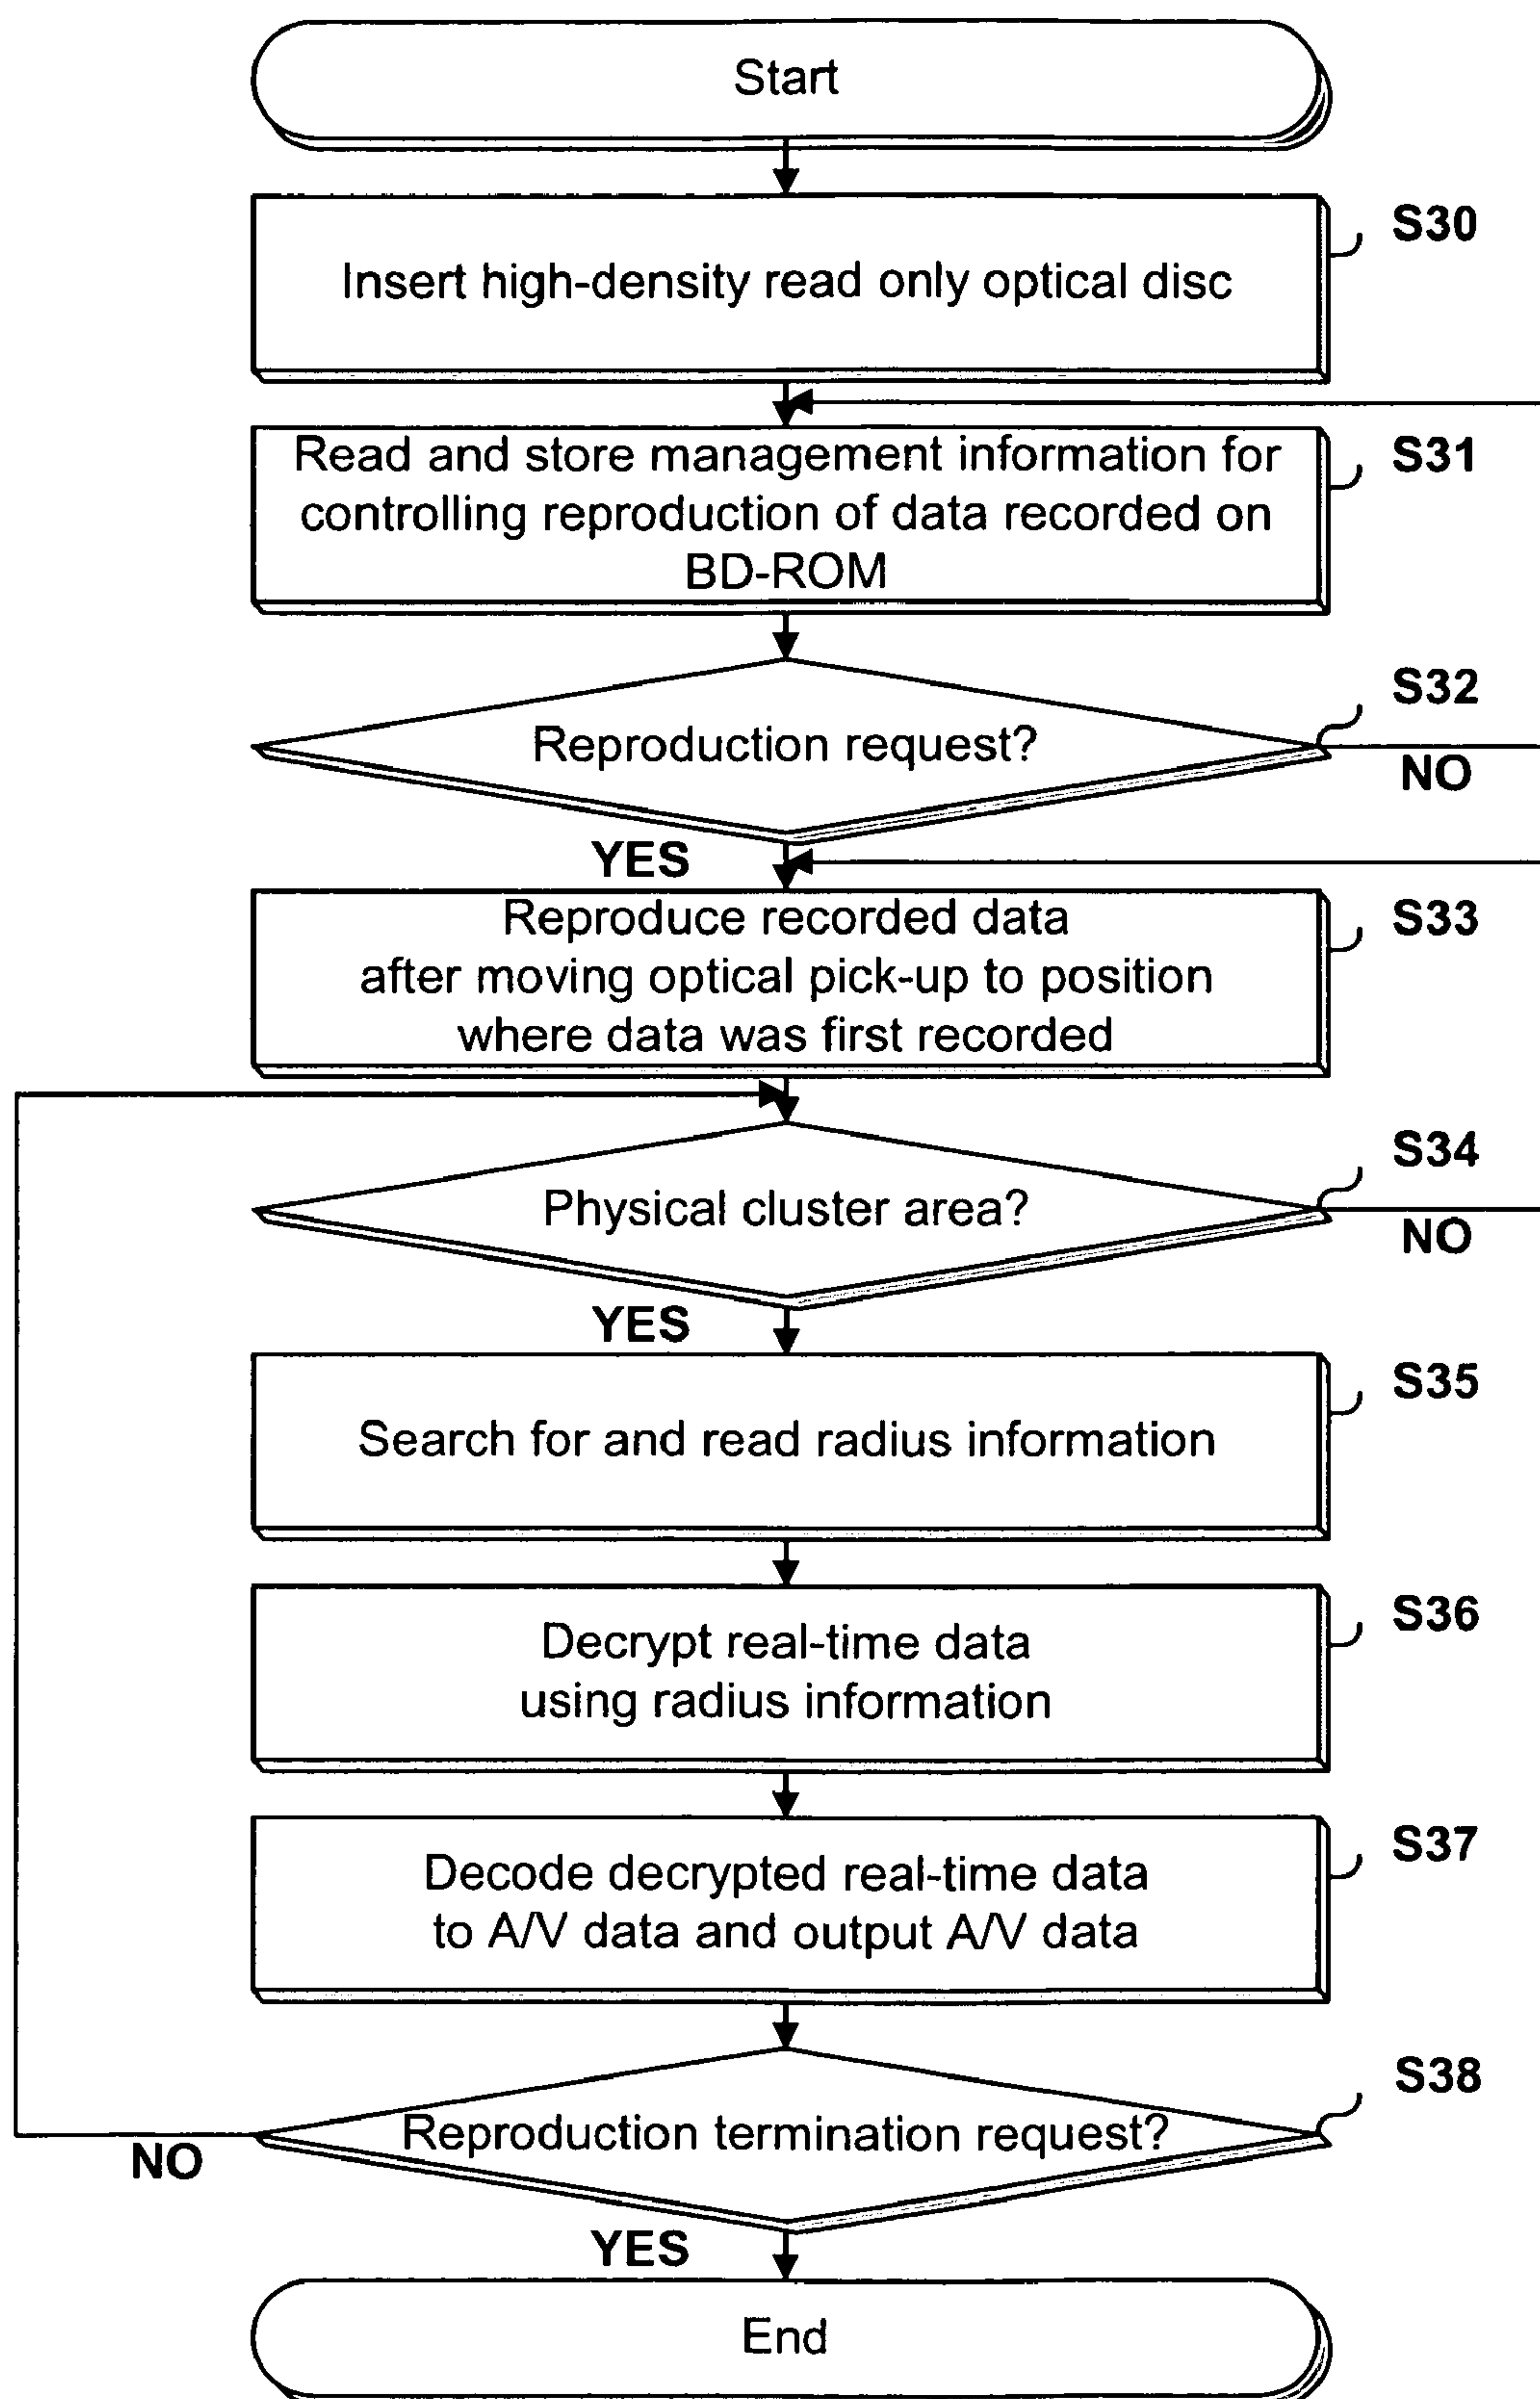 Start
S30
Insert high-density read only optical disc
S31
Read and store management information for
controlling reproduction of data recorded on
BD-ROM
S32
Reproduction request?
NO
YES
S33
Reproduce recorded data
after moving optical pick-up to position
where data was first recorded
S34
Physical cluster area?
NO
YES
S35
Search for and read radius information
S36
Decrypt real-time data
using radius information
S37
Decode decrypted real-time data
to A/V data and output A/V data
S38
Reproduction termination request?
NO
YES
End